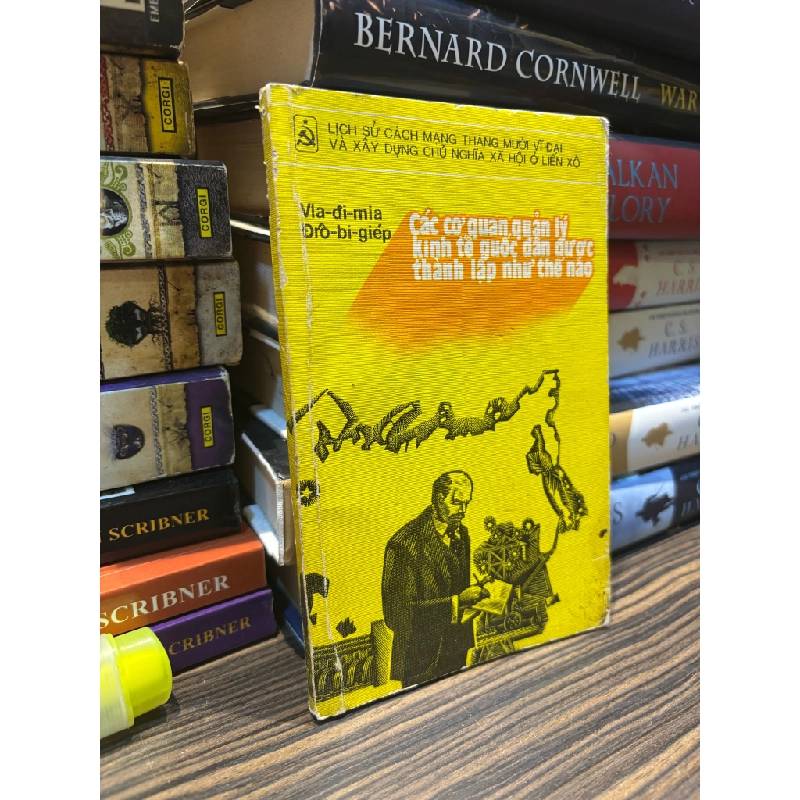 BERNARD CORNWELL WAR
LỊCH SỬ CÁCH MẠNG THÁNG MƯỜI VĨ ĐẠI
VÀ XÂY DỰNG CHỦ NGHĨA XÃ HỘI Ở LIÊN XÔ
Vla-đi-mia
Đrô-bi-giép
Các cơ quan quản lý
kinh tế quốc dân được
thành lập như thế nào
ALKAN
LORY
C. S.
HARRIS
C. S.
HARRIS
C. S.
HARR
CORGI
CORGI
CORGI
CORGI
SCRIBNER
SCRIBNER
SCRIBNER